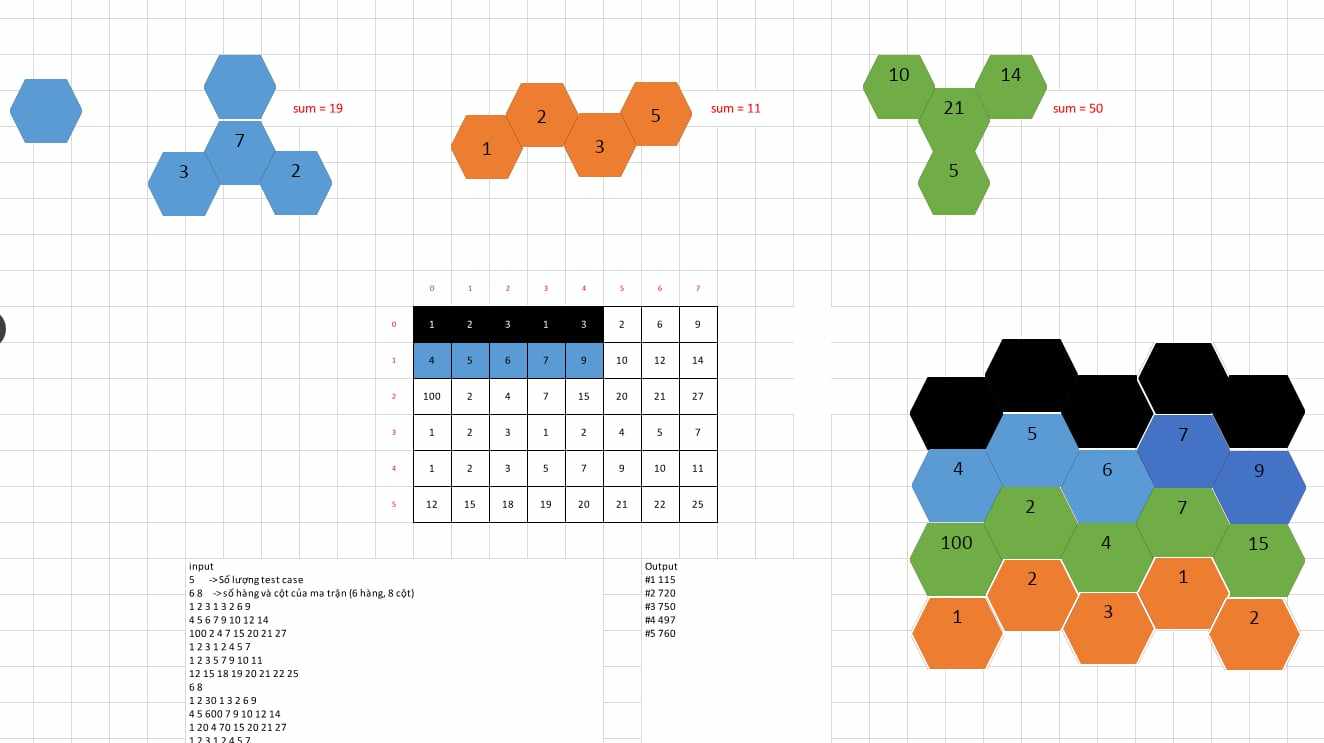 10 14
21
5
sum = 50
sum = 19
7
3 2
2 5
1 3
sum = 11
0 1 2 3 4 5 6 7
0 1 2 3 1 3 2 6 9
1 4 5 6 7 9 10 12 14
2 100 2 4 7 15 20 21 27
3 1 2 3 1 2 4 5 7
4 1 2 3 5 7 9 10 11
5 12 15 18 19 20 21 22 25
5 7
4 6 9
2 7
100 4 15
2 1
1 3 2
input
5 ->Số lượng test case
6 8 -> số hàng và cột của ma trận (6 hàng, 8 cột)
1 2 3 1 3 2 6 9
4 5 6 7 9 10 12 14
100 2 4 7 15 20 21 27
1 2 3 1 2 4 5 7
1 2 3 5 7 9 10 11
12 15 18 19 20 21 22 25
6 8
1 2 30 1 3 2 6 9
4 5 600 7 9 10 12 14
1 20 4 70 15 20 21 27
1 2 3 1 2 4 5 7
Output
#1 115
#2 720
#3 750
#4 497
#5 760